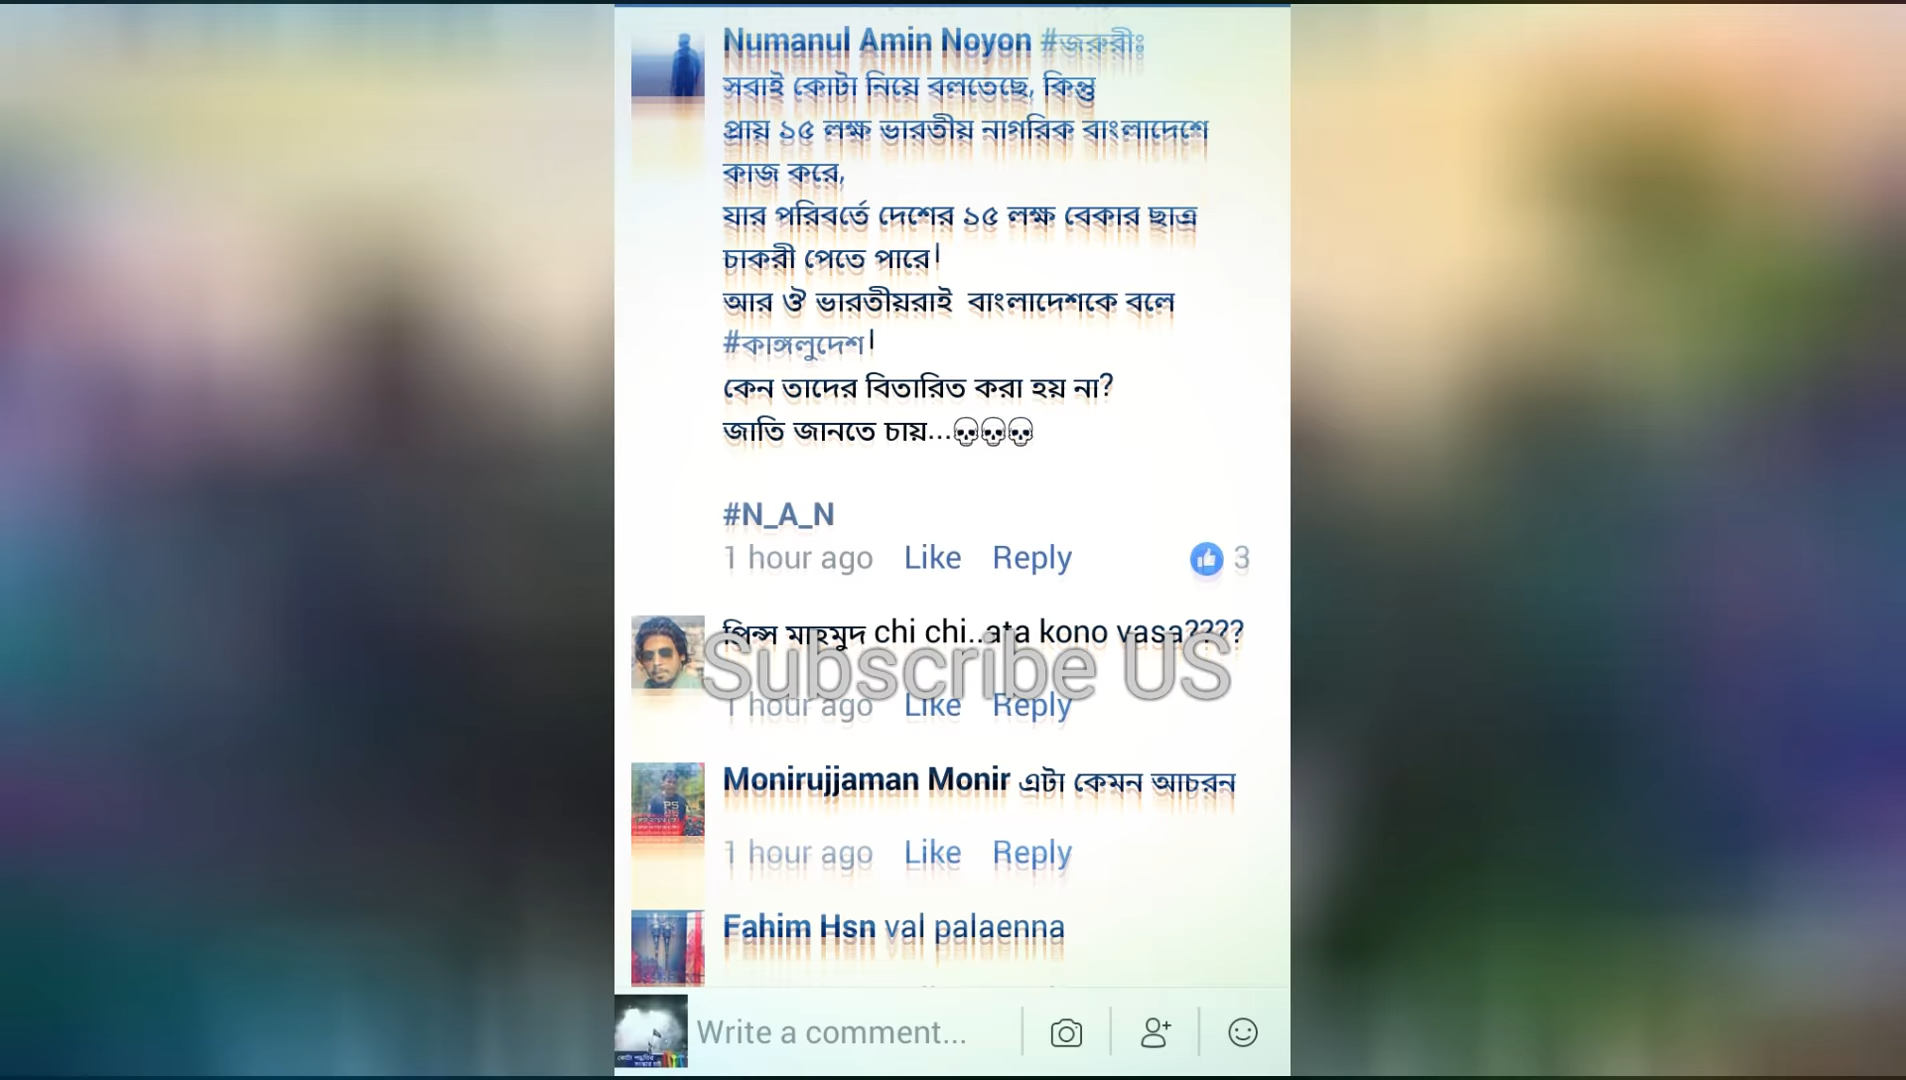 Numanul Amin Noyon #জরুরীঃ
সবাই কোটা নিয়ে বলতেছে, কিন্তু
প্রায় ১৫ লক্ষ ভারতীয় নাগরিক বাংলাদেশে
কাজ করে,
যার পরিবর্তে দেশের ১৫ লক্ষ বেকার ছাত্র
চাকরী পেতে পারে।
আর ঔ ভারতীয়রাই বাংলাদেশকে বলে
#কাঙ্গলুদেশ।
কেন তাদের বিতারিত করা হয় না?
জাতি জানতে চায়...💀💀💀
#N_A_N
1 hour ago Like Reply 3
প্রিন্স মাহমুদ chi chi..ata kono vasa????
Subscribe US
1 hour ago Like Reply
Monirujjaman Monir এটা কেমন আচরন
1 hour ago Like Reply
Fahim Hsn val palaenna
Write a comment...